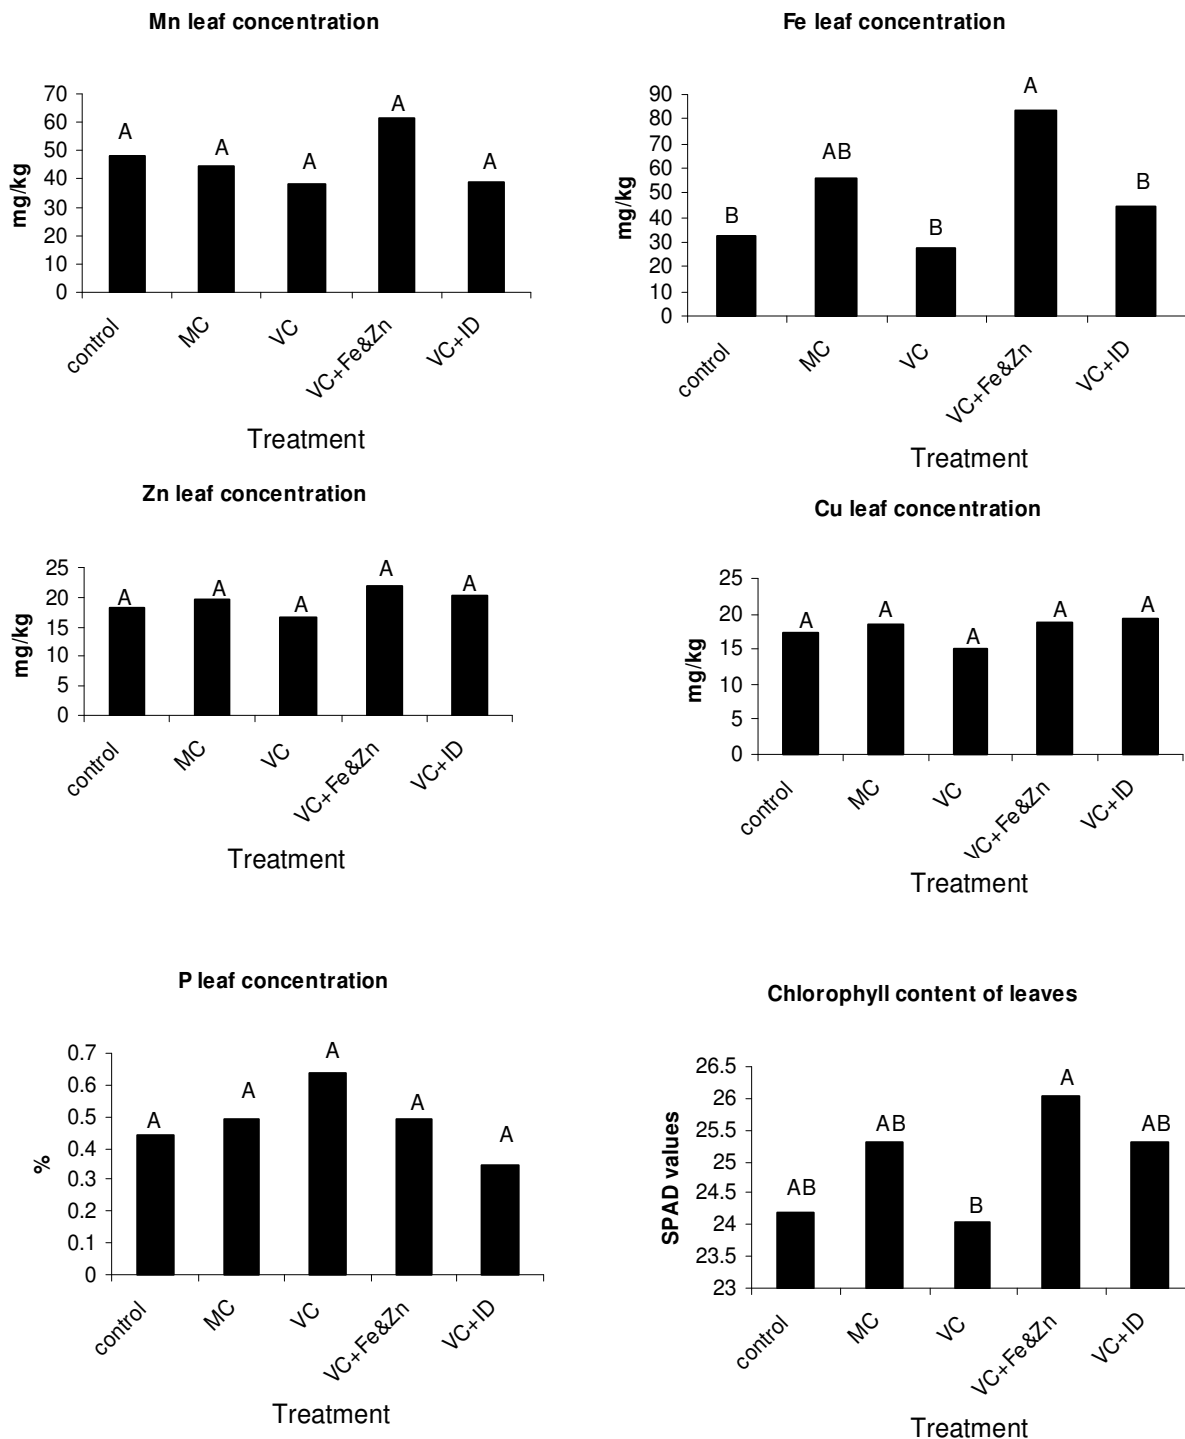 Mn leaf concentration
70
60
50
40
30
20
10
0
mg/kg
A
A
A
A
A
control
MC
VC
VC+Fe&Zn
VC+ID
Treatment
Fe leaf concentration
90
80
70
60
50
40
30
20
10
0
mg/kg
B
AB
B
A
B
control
MC
VC
VC+Fe&Zn
VC+ID
Treatment
Zn leaf concentration
25
20
15
10
5
0
mg/kg
A
A
A
A
A
control
MC
VC
VC+Fe&Zn
VC+ID
Treatment
Cu leaf concentration
25
20
15
10
5
0
mg/kg
A
A
A
A
A
control
MC
VC
VC+Fe&Zn
VC+ID
Treatment
P leaf concentration
0.7
0.6
0.5
0.4
0.3
0.2
0.1
0
%
A
A
A
A
A
control
MC
VC
VC+Fe&Zn
VC+ID
Treatment
Chlorophyll content of leaves
26.5
26
25.5
25
24.5
24
23.5
23
SPAD values
AB
AB
B
A
AB
control
MC
VC
VC+Fe&Zn
VC+ID
Treatment